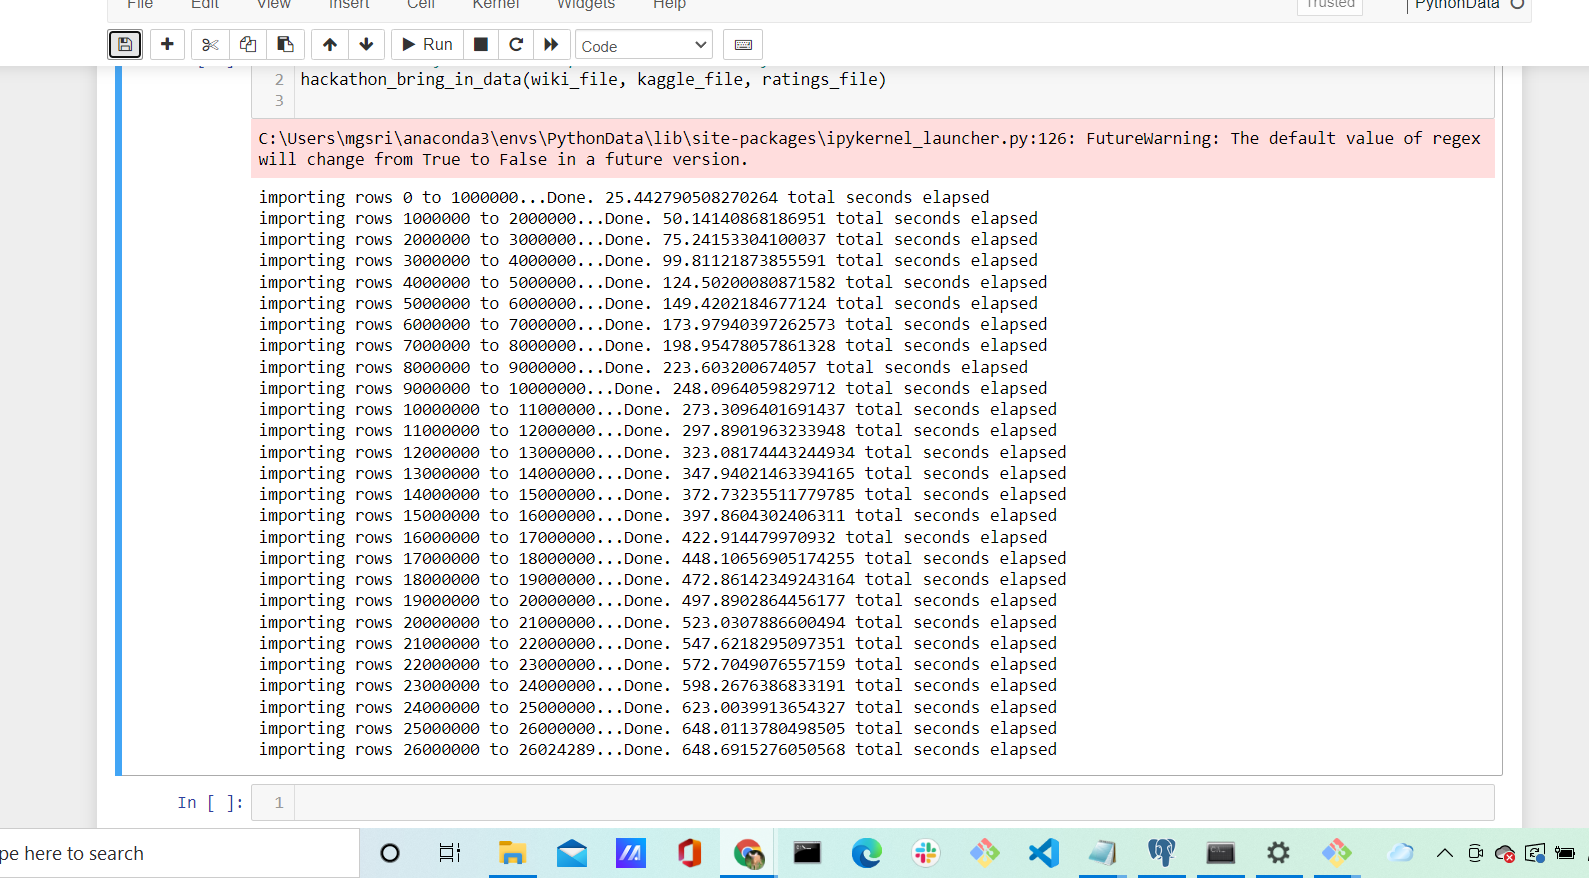 File Edit View Insert Cell Kernel Widgets Help Trusted PythonData
Run Code
2 hackathon_bring_in_data(wiki_file, kaggle_file, ratings_file)
3
C:\Users\mgsri\anaconda3\envs\PythonData\lib\site-packages\ipykernel_launcher.py:126: FutureWarning: The default value of regex
will change from True to False in a future version.
importing rows 0 to 1000000...Done. 25.442790508270264 total seconds elapsed
importing rows 1000000 to 2000000...Done. 50.14140868186951 total seconds elapsed
importing rows 2000000 to 3000000...Done. 75.24153304100037 total seconds elapsed
importing rows 3000000 to 4000000...Done. 99.81121873855591 total seconds elapsed
importing rows 4000000 to 5000000...Done. 124.50200080871582 total seconds elapsed
importing rows 5000000 to 6000000...Done. 149.4202184677124 total seconds elapsed
importing rows 6000000 to 7000000...Done. 173.97940397262573 total seconds elapsed
importing rows 7000000 to 8000000...Done. 198.95478057861328 total seconds elapsed
importing rows 8000000 to 9000000...Done. 223.603200674057 total seconds elapsed
importing rows 9000000 to 10000000...Done. 248.0964059829712 total seconds elapsed
importing rows 10000000 to 11000000...Done. 273.3096401691437 total seconds elapsed
importing rows 11000000 to 12000000...Done. 297.8901963233948 total seconds elapsed
importing rows 12000000 to 13000000...Done. 323.08174443244934 total seconds elapsed
importing rows 13000000 to 14000000...Done. 347.94021463394165 total seconds elapsed
importing rows 14000000 to 15000000...Done. 372.73235511779785 total seconds elapsed
importing rows 15000000 to 16000000...Done. 397.8604302406311 total seconds elapsed
importing rows 16000000 to 17000000...Done. 422.914479970932 total seconds elapsed
importing rows 17000000 to 18000000...Done. 448.10656905174255 total seconds elapsed
importing rows 18000000 to 19000000...Done. 472.86142349243164 total seconds elapsed
importing rows 19000000 to 20000000...Done. 497.8902864456177 total seconds elapsed
importing rows 20000000 to 21000000...Done. 523.0307886600494 total seconds elapsed
importing rows 21000000 to 22000000...Done. 547.6218295097351 total seconds elapsed
importing rows 22000000 to 23000000...Done. 572.7049076557159 total seconds elapsed
importing rows 23000000 to 24000000...Done. 598.2676386833191 total seconds elapsed
importing rows 24000000 to 25000000...Done. 623.0039913654327 total seconds elapsed
importing rows 25000000 to 26000000...Done. 648.0113780498505 total seconds elapsed
importing rows 26000000 to 26024289...Done. 648.6915276050568 total seconds elapsed
In [ ]: 1
pe here to search